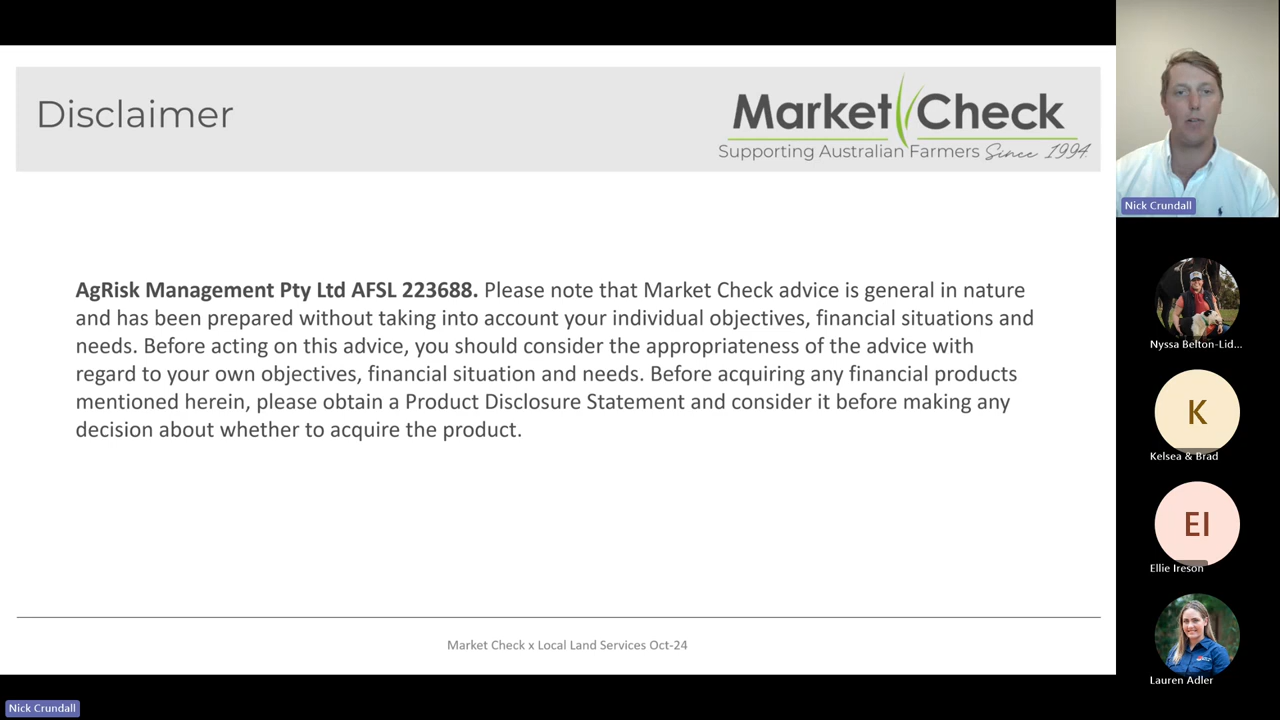 Disclaimer
Market Check
Supporting Australian Farmers Since 1994
AgRisk Management Pty Ltd AFSL 223688. Please note that Market Check advice is general in nature
and has been prepared without taking into account your individual objectives, financial situations and
needs. Before acting on this advice, you should consider the appropriateness of the advice with
regard to your own objectives, financial situation and needs. Before acquiring any financial products
mentioned herein, please obtain a Product Disclosure Statement and consider it before making any
decision about whether to acquire the product.
Market Check x Local Land Services Oct-24
Nick Crundall
Nyssa Belton-Lid...
K
Kelsea & Brad
EI
Ellie Ireson
Lauren Adler
Nick Crundall